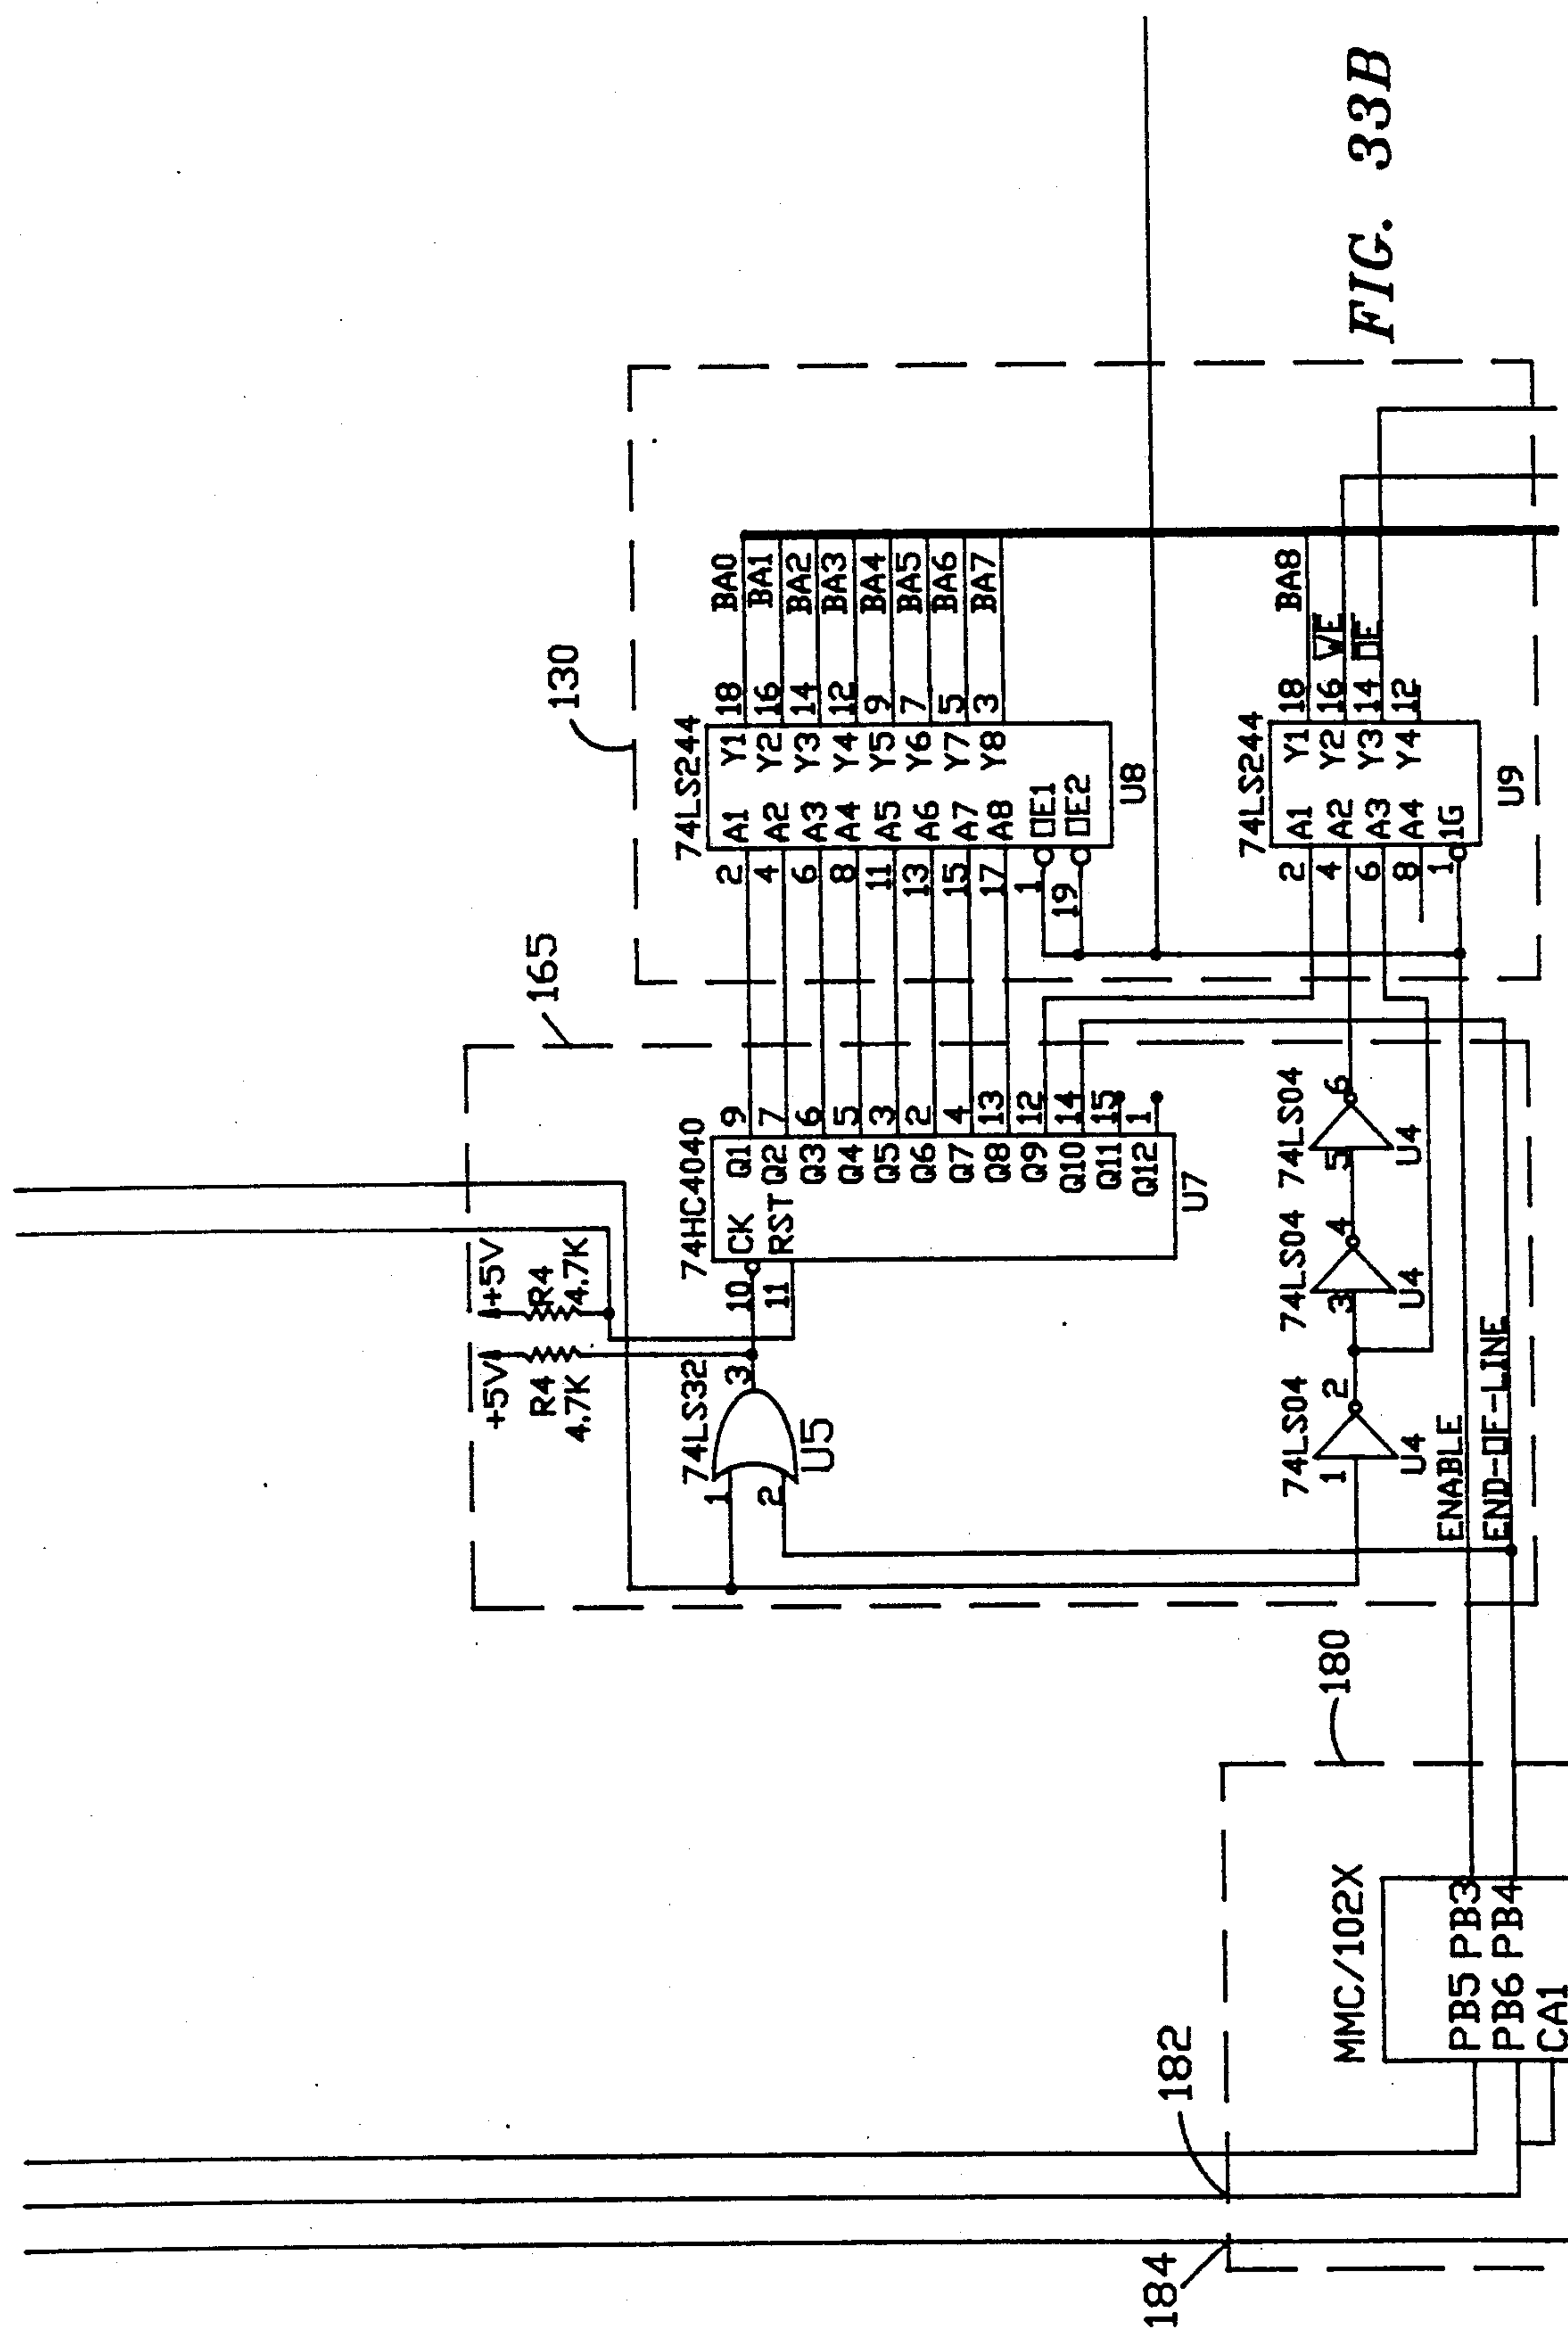 FIG. 33B
130
165
180
182
184
74LS244
2 A1 Y1 18 BA0
4 A2 Y2 16 BA1
6 A3 Y3 14 BA2
8 A4 Y4 12 BA3
11 A5 Y5 9 BA4
13 A6 Y6 7 BA5
15 A7 Y7 5 BA6
17 A8 Y8 3 BA7
1 OE1
19 OE2
U8
74LS244
2 A1 Y1 18 BA8
4 A2 Y2 16 WE
6 A3 Y3 14 OE
8 A4 Y4 12
1 1G
U9
+5V +5V
R4 R4
4.7K 4.7K
74LS32
1
2
3
U5
74HC4040
10 CK Q1 9
11 RST Q2 7
Q3 6
Q4 5
Q5 3
Q6 2
Q7 4
Q8 13
Q9 12
Q10 14
Q11 15
Q12 1
U7
74LS04 74LS04 74LS04
1 2 3 4 5 6
U4 U4 U4
ENABLE
END-OF-LINE
MMC/102X
PB5 PB3
PB6 PB4
CA1